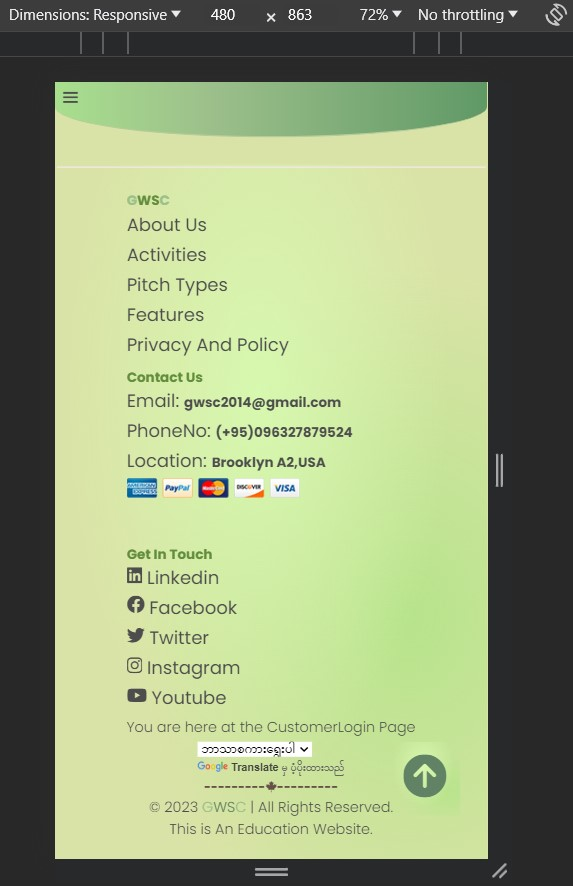 Dimensions: Responsive 480 × 863 72% No throttling
GWSC
About Us
Activities
Pitch Types
Features
Privacy And Policy
Contact Us
Email: gwsc2014@gmail.com
PhoneNo: (+95)096327879524
Location: Brooklyn A2,USA
AMERICAN EXPRESS PayPal MasterCard DISCOVER VISA
Get In Touch
Linkedin
Facebook
Twitter
Instagram
Youtube
You are here at the CustomerLogin Page
ဘာသာစကားရွေးပါ
Google Translate မှ ပံ့ပိုးထားသည်
© 2023 GWSC | All Rights Reserved.
This is An Education Website.